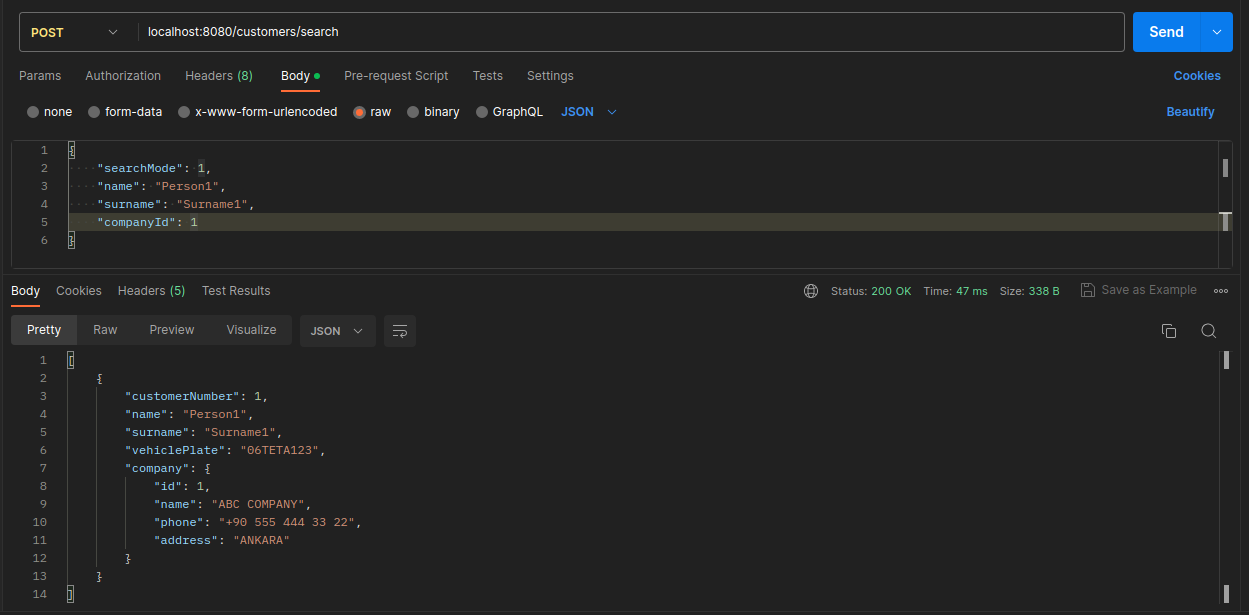 POST localhost:8080/customers/search Send
Params Authorization Headers (8) Body Pre-request Script Tests Settings Cookies
none form-data x-www-form-urlencoded raw binary GraphQL JSON Beautify
1 {
2 "searchMode": 1,
3 "name": "Person1",
4 "surname": "Surname1",
5 "companyId": 1
6 }
Body Cookies Headers (5) Test Results Status: 200 OK Time: 47 ms Size: 338 B Save as Example
Pretty Raw Preview Visualize JSON
1 [
2 {
3 "customerNumber": 1,
4 "name": "Person1",
5 "surname": "Surname1",
6 "vehiclePlate": "06TETA123",
7 "company": {
8 "id": 1,
9 "name": "ABC COMPANY",
10 "phone": "+90 555 444 33 22",
11 "address": "ANKARA"
12 }
13 }
14 ]